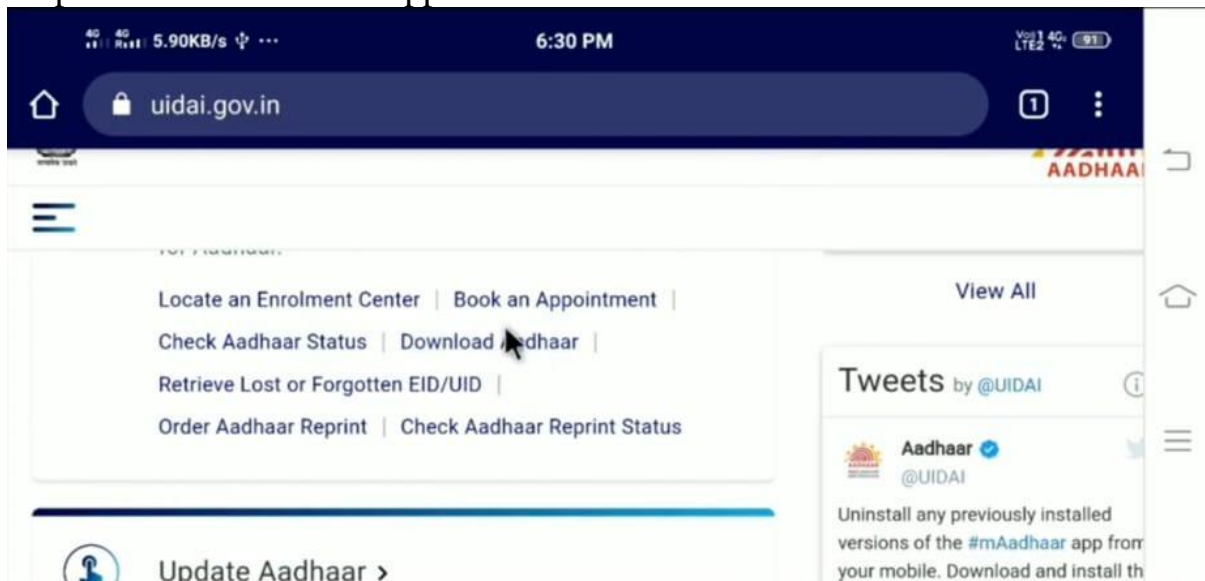 5.90KB/s
6:30 PM
91
uidai.gov.in
1
AADHAA
for Aadhaar.
Locate an Enrolment Center | Book an Appointment |
Check Aadhaar Status | Download Aadhaar |
Retrieve Lost or Forgotten EID/UID |
Order Aadhaar Reprint | Check Aadhaar Reprint Status
Update Aadhaar >
View All
Tweets by @UIDAI
Aadhaar
@UIDAI
Uninstall any previously installed
versions of the #mAadhaar app from
your mobile. Download and install th